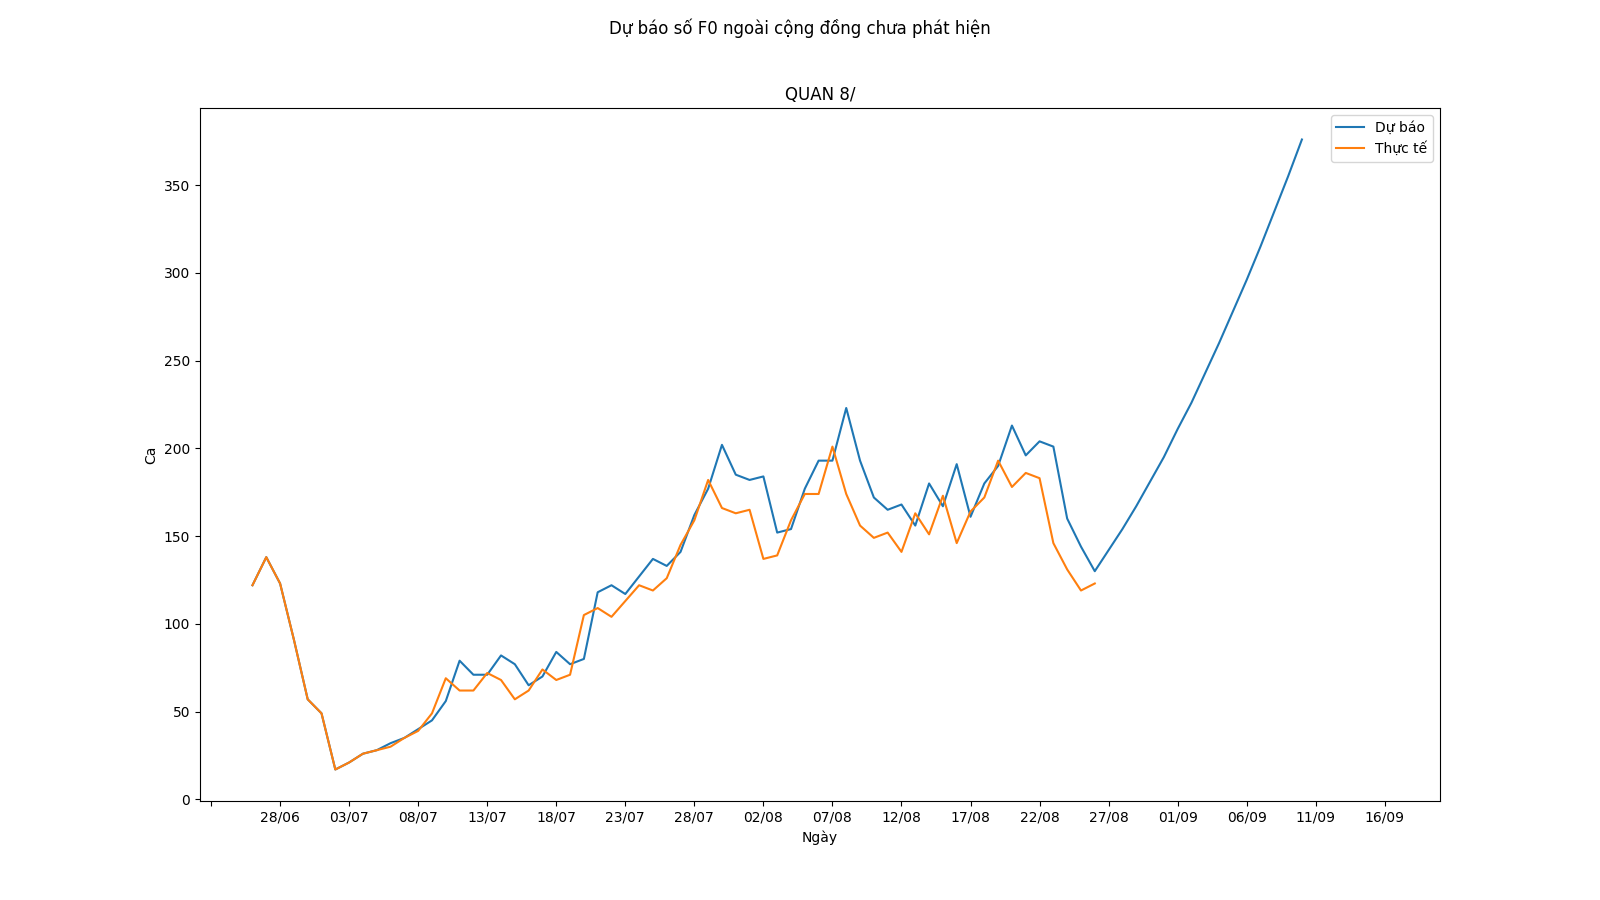 Dự báo số F0 ngoài cộng đồng chưa phát hiện
QUAN 8/
Dự báo
Thực tế
350
300
250
200
150
100
50
0
Ca
28/06 03/07 08/07 13/07 18/07 23/07 28/07 02/08 07/08 12/08 17/08 22/08 27/08 01/09 06/09 11/09 16/09
Ngày